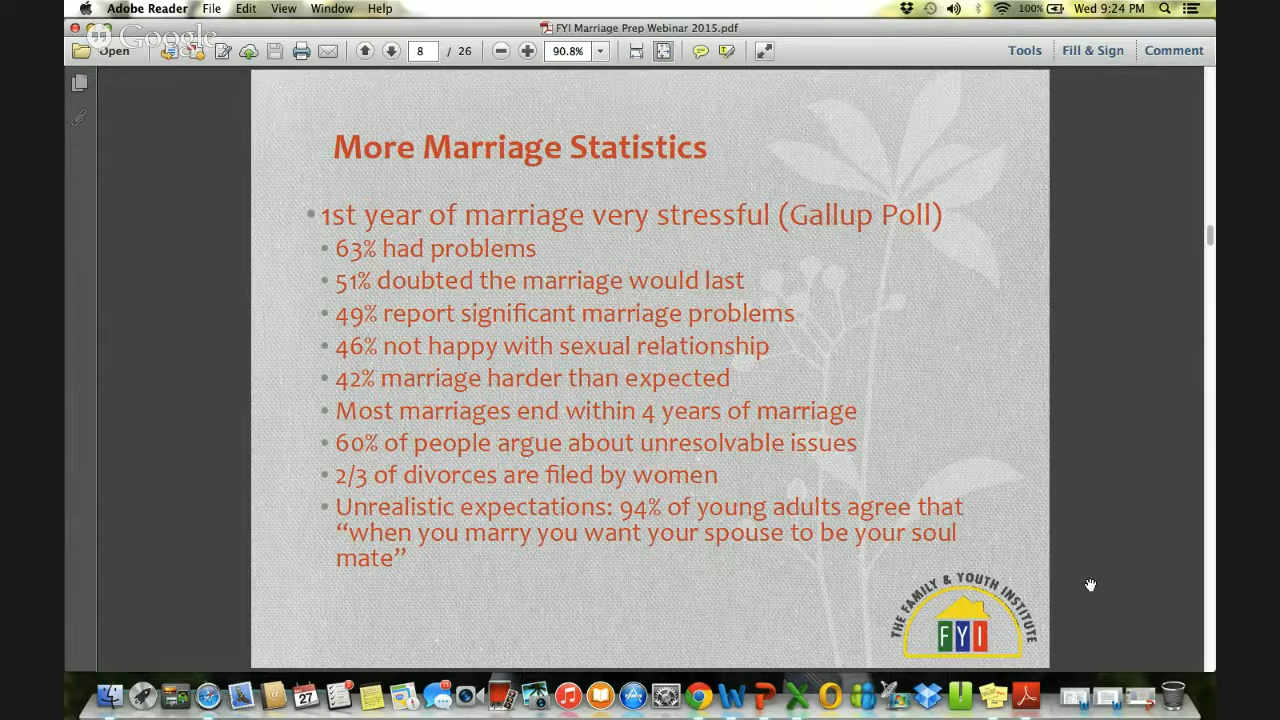 Adobe Reader File Edit View Window Help 100% Wed 9:24 PM
FYI Marriage Prep Webinar 2015.pdf
Google
Open 8 / 26 90.8% Tools Fill & Sign Comment
More Marriage Statistics
• 1st year of marriage very stressful (Gallup Poll)
• 63% had problems
• 51% doubted the marriage would last
• 49% report significant marriage problems
• 46% not happy with sexual relationship
• 42% marriage harder than expected
• Most marriages end within 4 years of marriage
• 60% of people argue about unresolvable issues
• 2/3 of divorces are filed by women
• Unrealistic expectations: 94% of young adults agree that
“when you marry you want your spouse to be your soul
mate”
THE FAMILY & YOUTH INSTITUTE
FYI
27